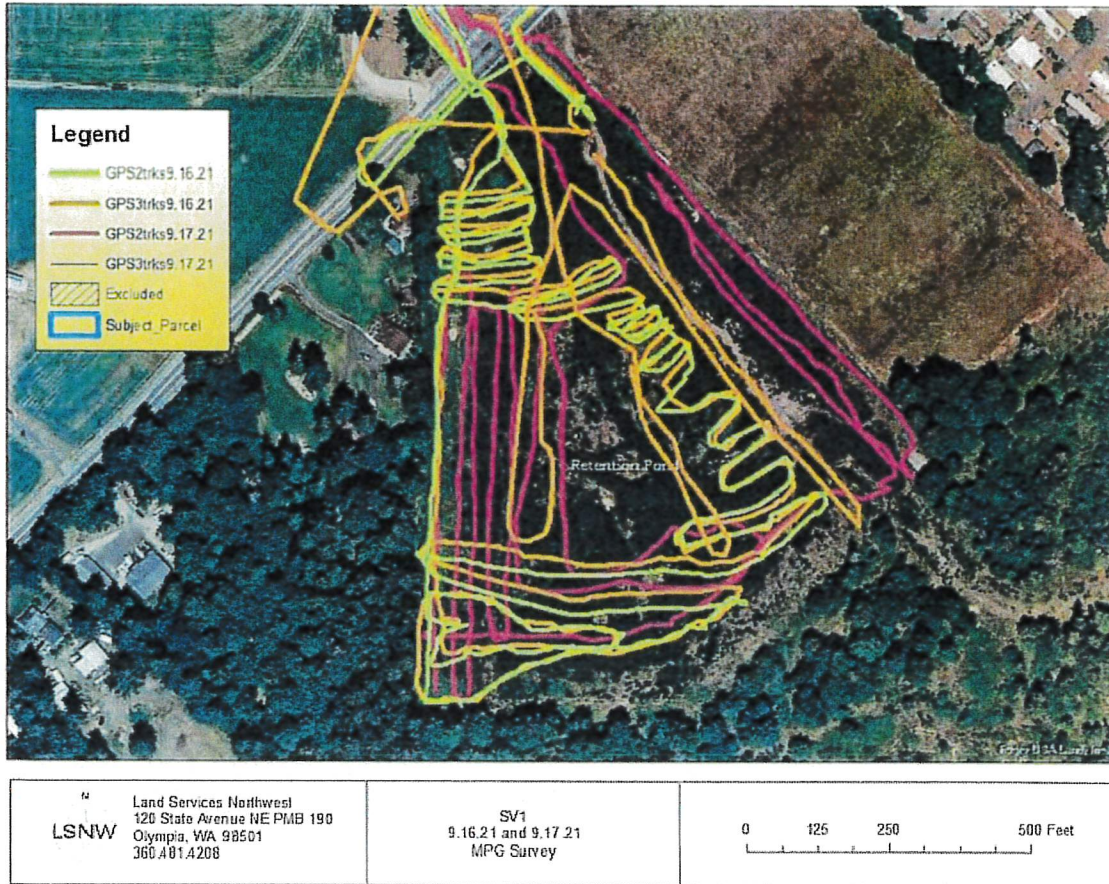 Legend
GPS2trks9.16.21
GPS3trks9.16.21
GPS2trks9.17.21
GPS3trks9.17.21
Excluded
Subject_Parcel
Retention Pond
N
LSNW
Land Services Northwest
120 State Avenue NE PMB 190
Olympia, WA 98501
360.481.4208
SV1
9.16.21 and 9.17.21
MPG Survey
0 125 250 500 Feet